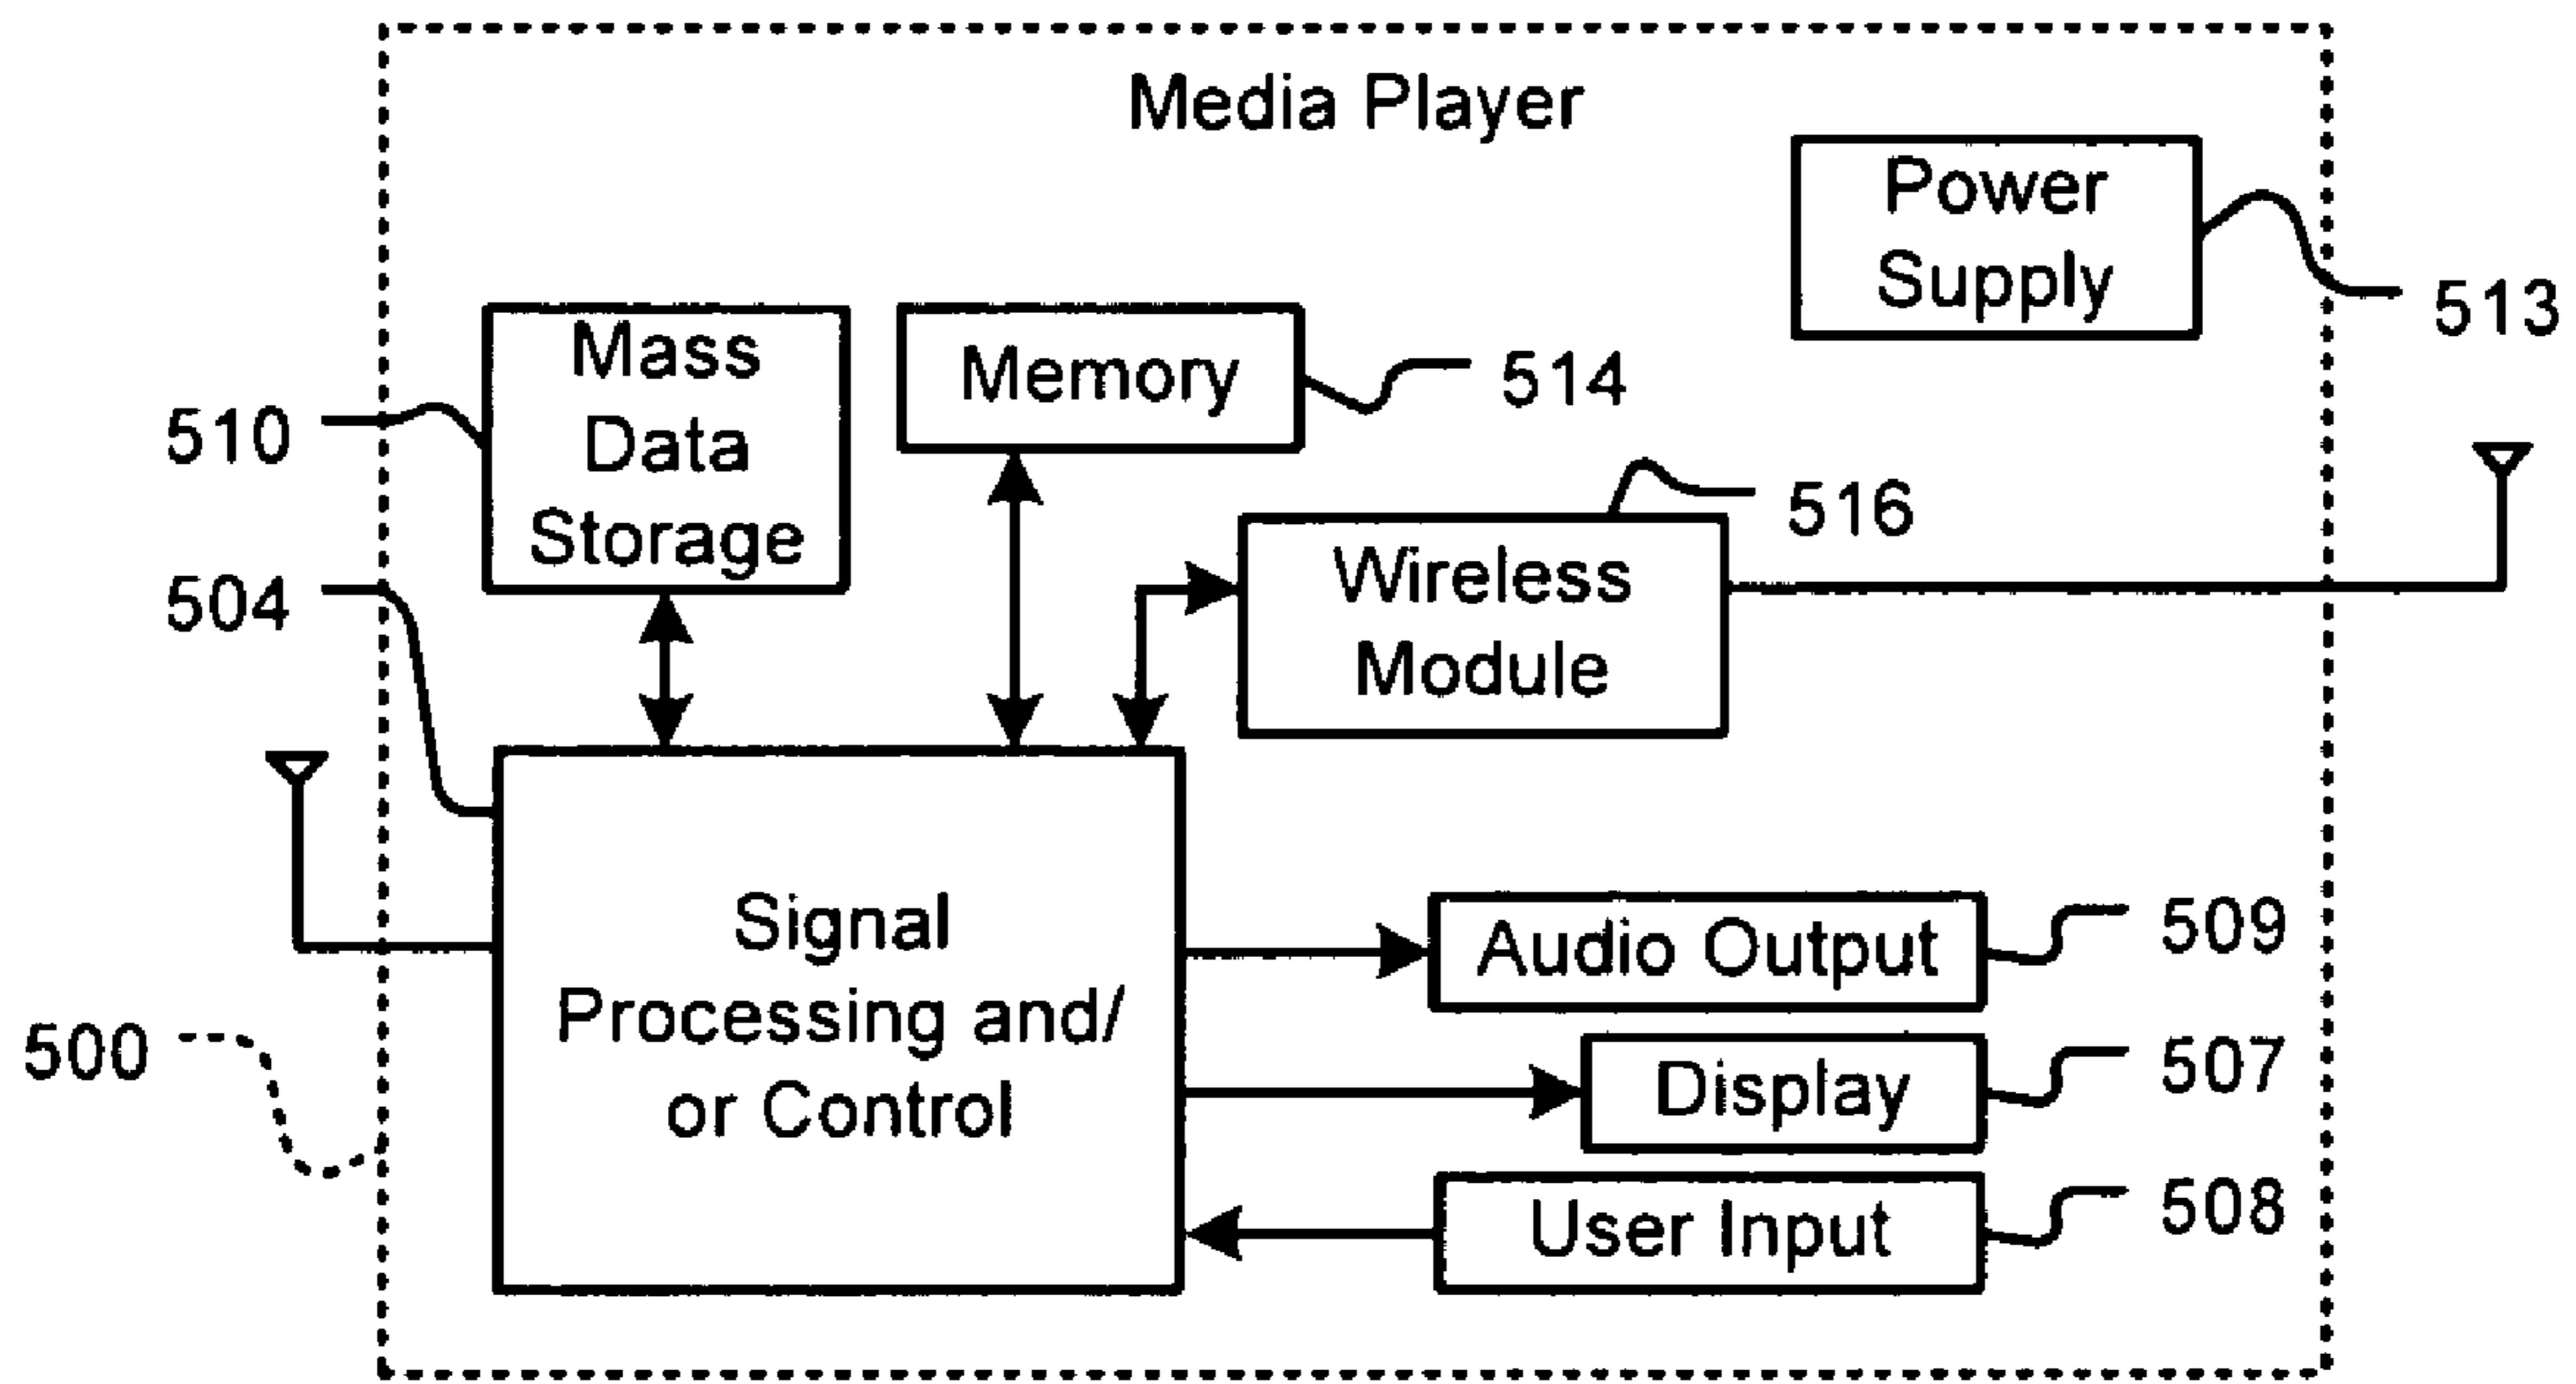 Media Player
Power
Supply
513
Mass
Data
Storage
510
Memory
514
516
Wireless
Module
504
Signal
Processing and/
or Control
Audio Output
509
500
Display
507
User Input
508